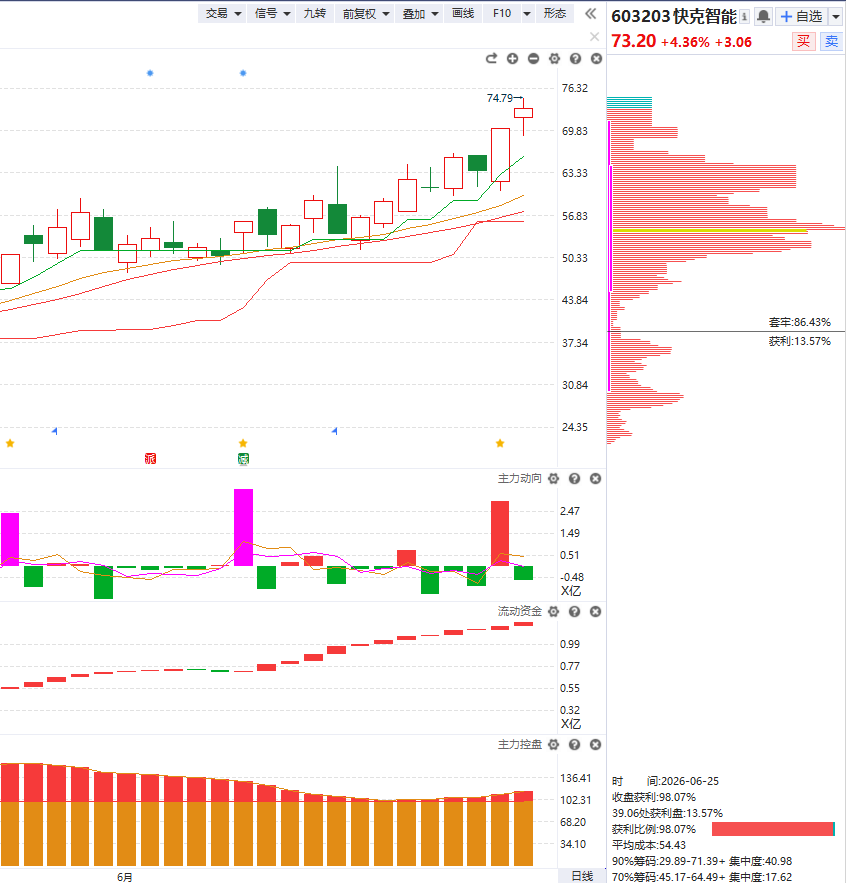 交易 信号 九转 前复权 叠加 画线 F10 形态
603203 快克智能 自选
73.20 +4.36% +3.06 买 卖
74.79
76.32
69.83
63.33
56.83
50.33
43.84
37.34
30.84
24.35
套牢:86.43%
获利:13.57%
派 减
主力动向
2.47
1.49
0.51
-0.48
X亿
流动资金
0.99
0.77
0.55
0.32
X亿
主力控盘
136.41
102.31
68.20
34.10
6月 日线
时 间:2026-06-25
收盘获利:98.07%
39.06处获利盘:13.57%
获利比例:98.07%
平均成本:54.43
90%筹码:29.89-71.39+ 集中度:40.98
70%筹码:45.17-64.49+ 集中度:17.62